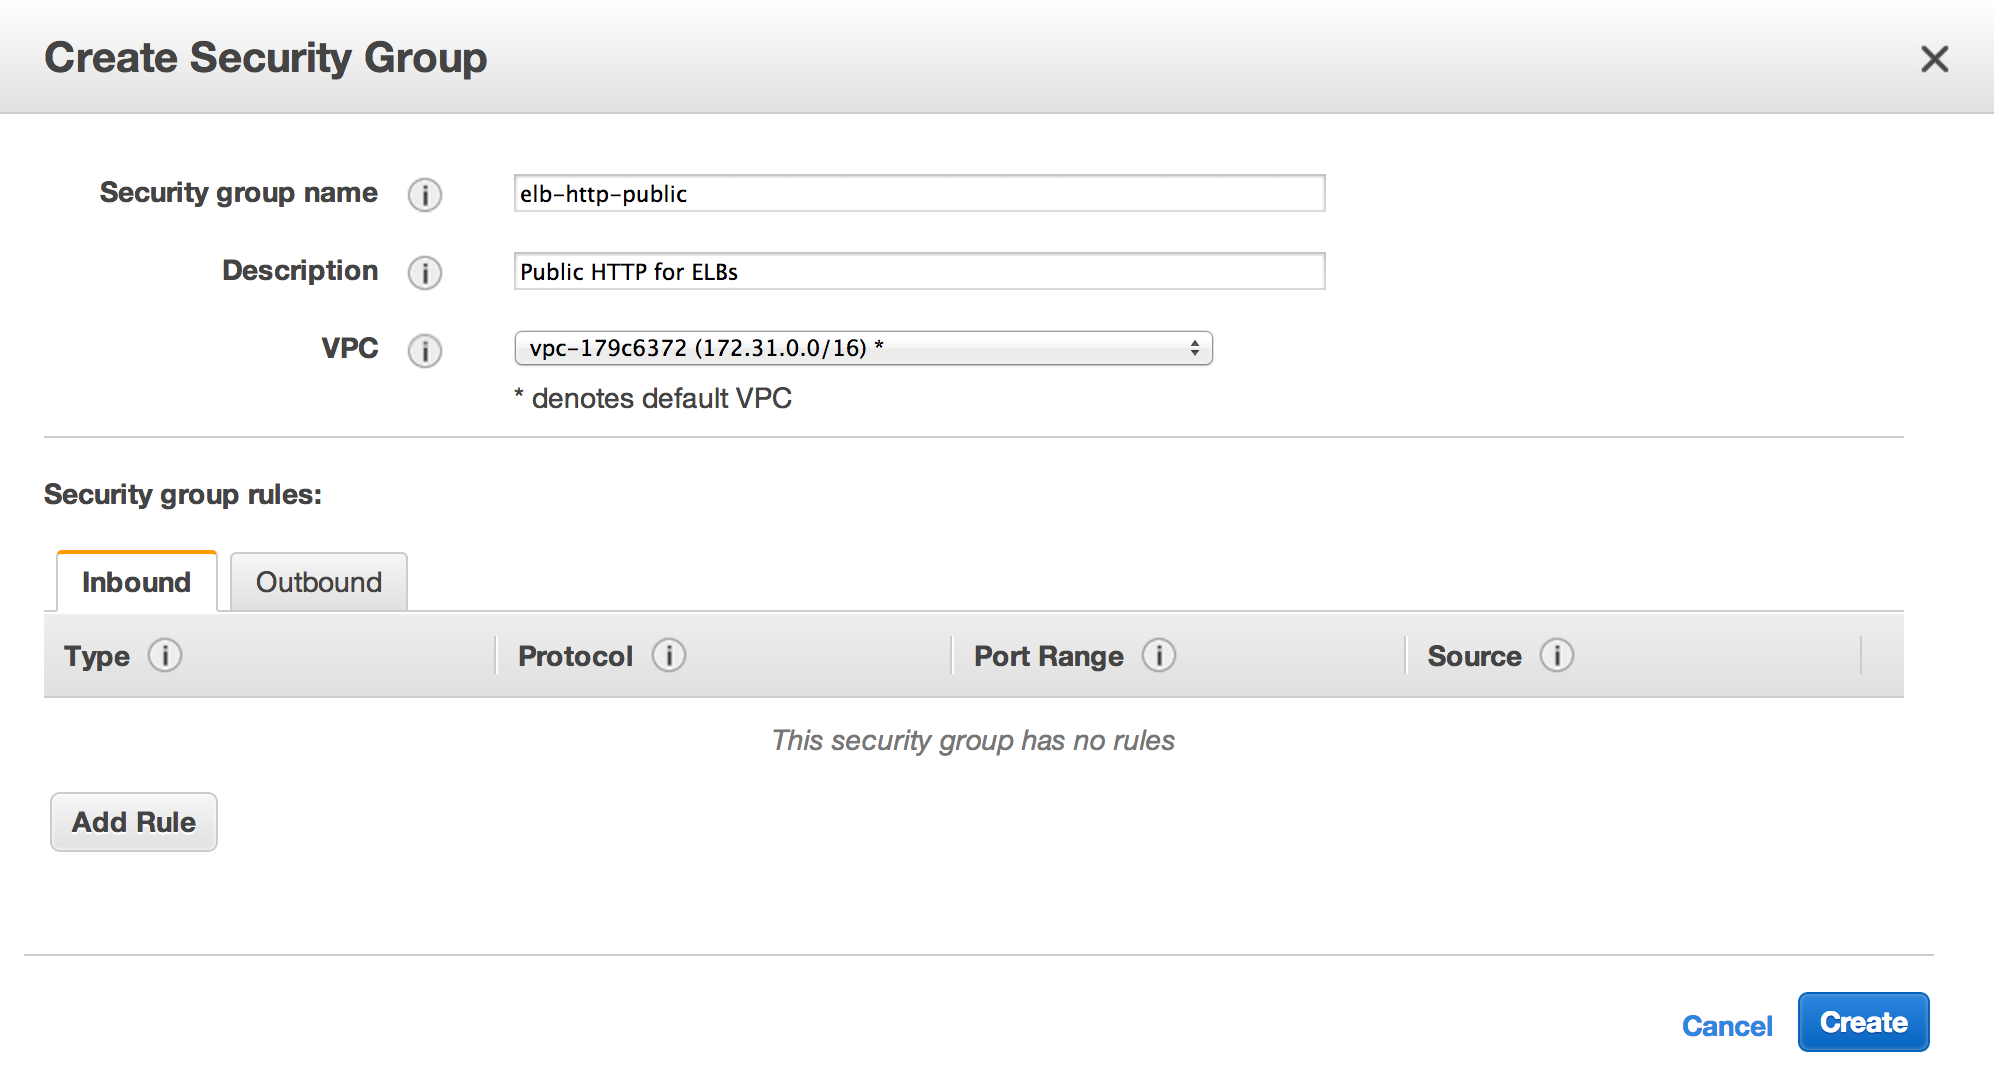 Create Security Group
Security group name elb-http-public
Description Public HTTP for ELBs
VPC vpc-179c6372 (172.31.0.0/16) *
* denotes default VPC
Security group rules:
Inbound Outbound
Type Protocol Port Range Source
This security group has no rules
Add Rule
Cancel Create